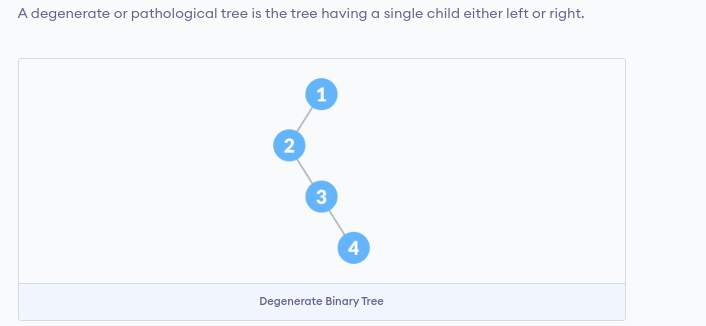 A degenerate or pathological tree is the tree having a single child either left or right.
1
2
3
4
Degenerate Binary Tree